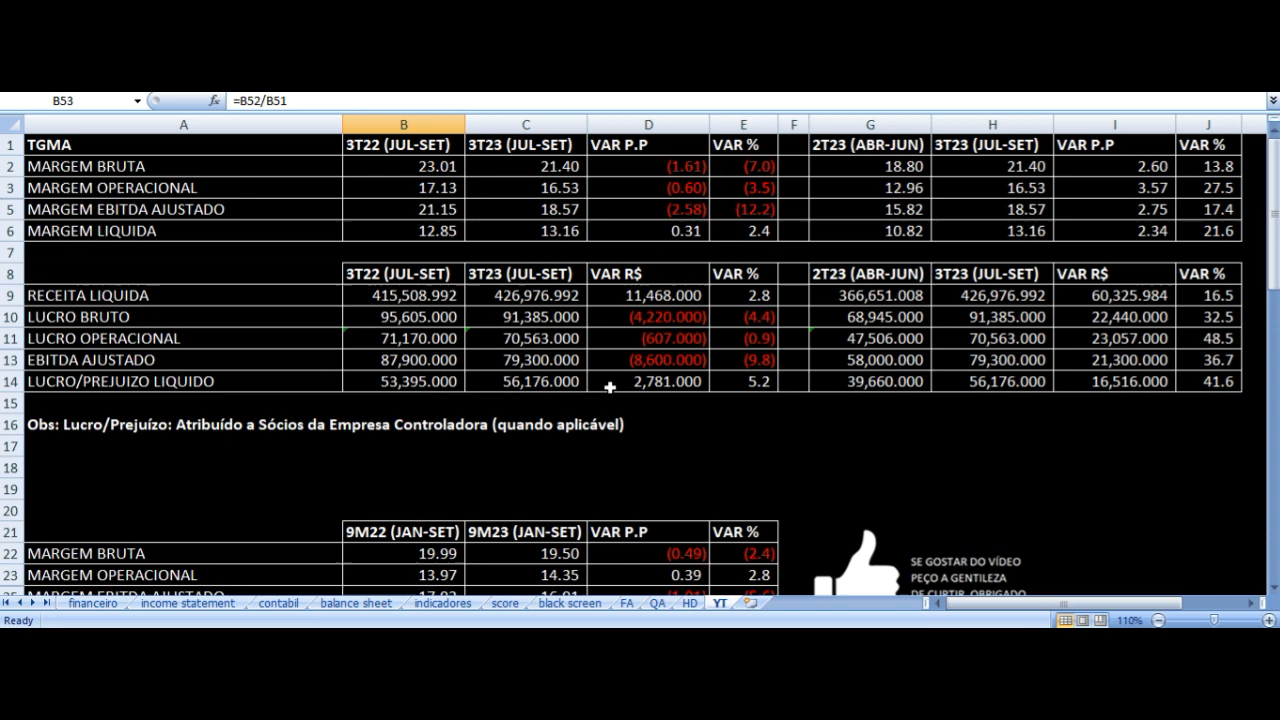 B53 fx =B52/B51
A B C D E F G H I J
1 TGMA 3T22 (JUL-SET) 3T23 (JUL-SET) VAR P.P VAR % 2T23 (ABR-JUN) 3T23 (JUL-SET) VAR P.P VAR %
2 MARGEM BRUTA 23.01 21.40 (1.61) (7.0) 18.80 21.40 2.60 13.8
3 MARGEM OPERACIONAL 17.13 16.53 (0.60) (3.5) 12.96 16.53 3.57 27.5
5 MARGEM EBITDA AJUSTADO 21.15 18.57 (2.58) (12.2) 15.82 18.57 2.75 17.4
6 MARGEM LIQUIDA 12.85 13.16 0.31 2.4 10.82 13.16 2.34 21.6
7
8 3T22 (JUL-SET) 3T23 (JUL-SET) VAR R$ VAR % 2T23 (ABR-JUN) 3T23 (JUL-SET) VAR R$ VAR %
9 RECEITA LIQUIDA 415,508.992 426,976.992 11,468.000 2.8 366,651.008 426,976.992 60,325.984 16.5
10 LUCRO BRUTO 95,605.000 91,385.000 (4,220.000) (4.4) 68,945.000 91,385.000 22,440.000 32.5
11 LUCRO OPERACIONAL 71,170.000 70,563.000 (607.000) (0.9) 47,506.000 70,563.000 23,057.000 48.5
13 EBITDA AJUSTADO 87,900.000 79,300.000 (8,600.000) (9.8) 58,000.000 79,300.000 21,300.000 36.7
14 LUCRO/PREJUIZO LIQUIDO 53,395.000 56,176.000 2,781.000 5.2 39,660.000 56,176.000 16,516.000 41.6
15
16 Obs: Lucro/Prejuízo: Atribuído a Sócios da Empresa Controladora (quando aplicável)
17
18
19
20
21 9M22 (JAN-SET) 9M23 (JAN-SET) VAR P.P VAR %
22 MARGEM BRUTA 19.99 19.50 (0.49) (2.4)
SE GOSTAR DO VÍDEO
23 MARGEM OPERACIONAL 13.97 14.35 0.39 2.8
PEÇO A GENTILEZA
DE CURTIR. OBRIGADO
financeiro income statement contabil balance sheet indicadores score black screen FA QA HD YT
Ready 110%